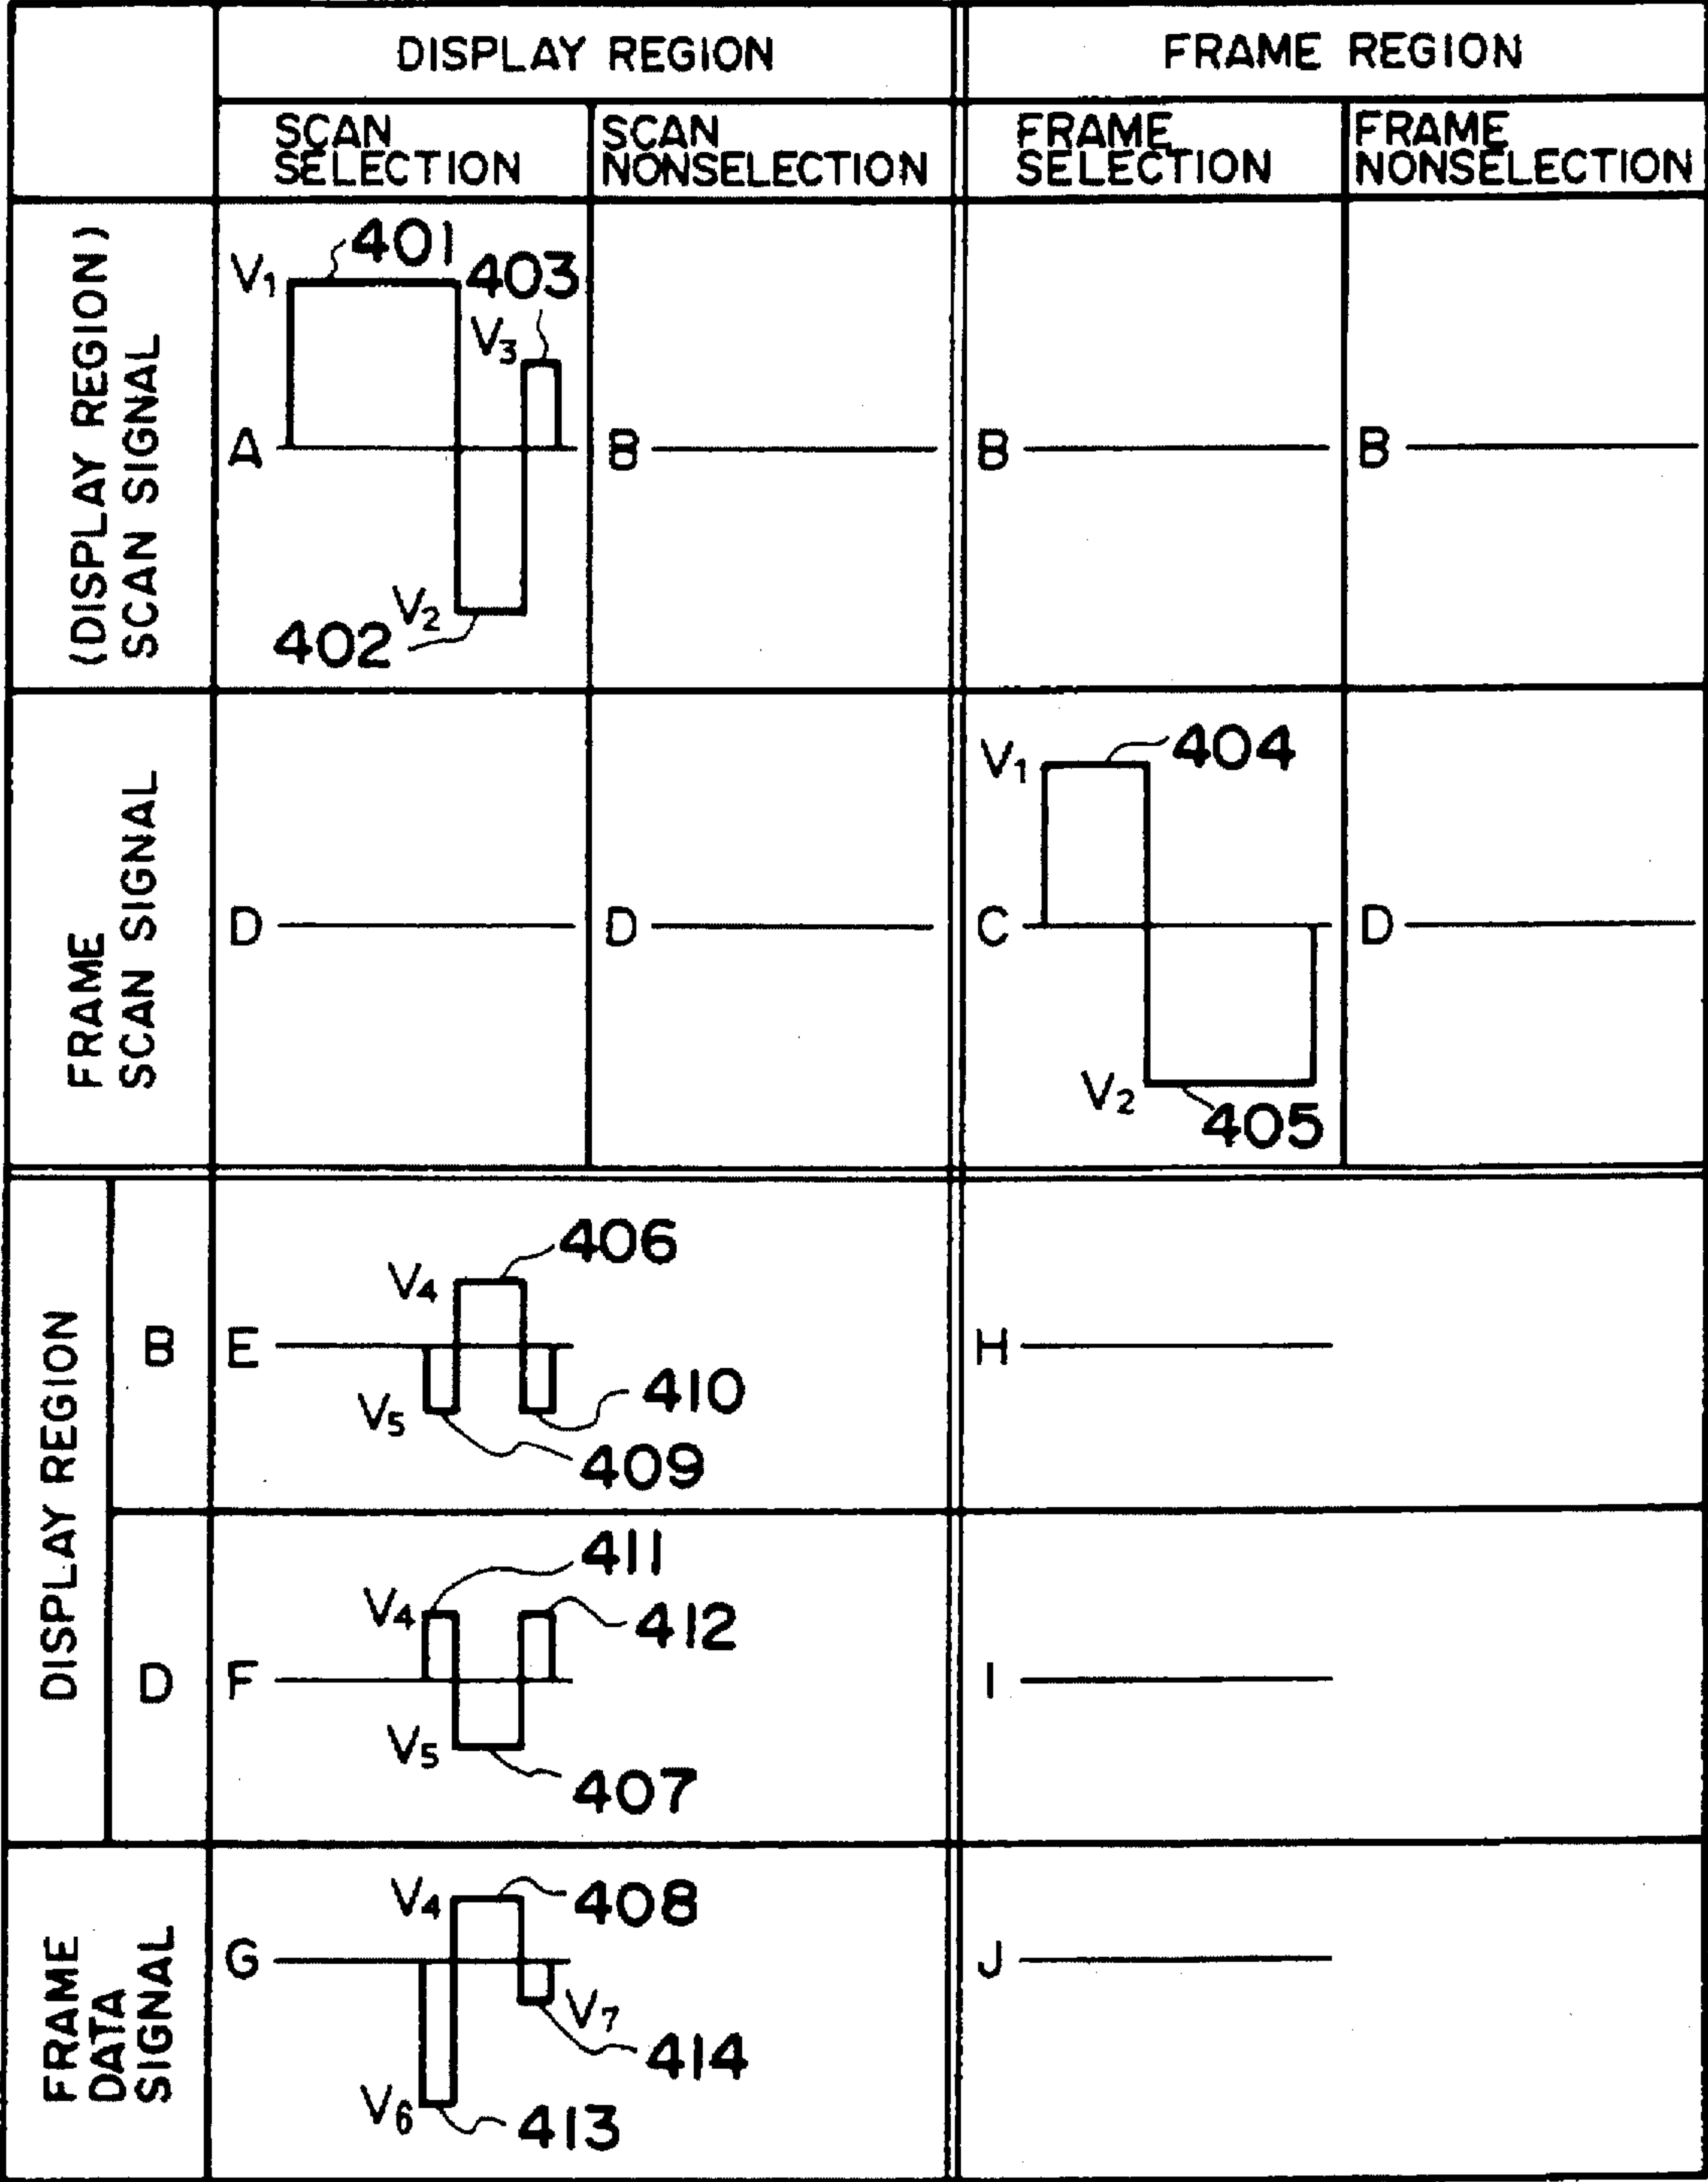 DISPLAY REGION
FRAME REGION
SCAN
SELECTION
SCAN
NONSELECTION
FRAME
SELECTION
FRAME
NONSELECTION
(DISPLAY REGION)
SCAN SIGNAL
401
V1
403
V3
A
V2
402
B
B
B
FRAME
SCAN SIGNAL
D
D
V1
404
C
V2
405
D
DISPLAY REGION
B
406
V4
E
410
V5
409
H
D
411
V4
412
F
V5
407
I
FRAME
DATA
SIGNAL
V4
408
G
V7
414
V6
413
J